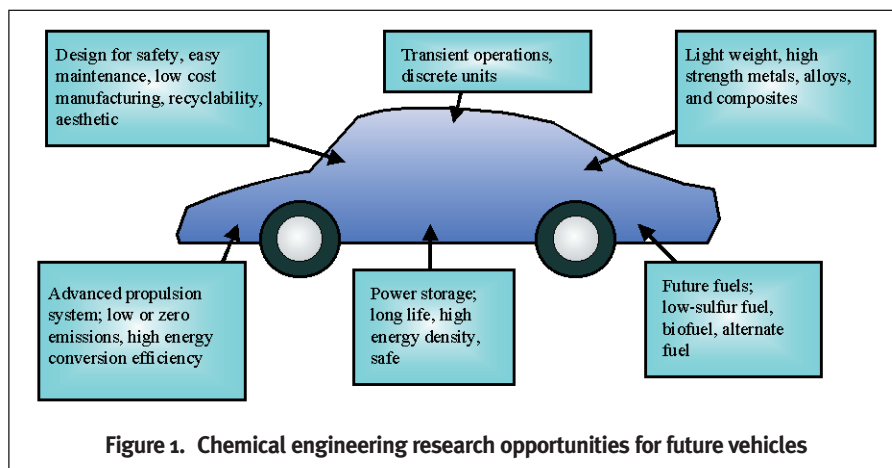 Design for safety, easy
maintenance, low cost
manufacturing, recyclability,
aesthetic
Transient operations,
discrete units
Light weight, high
strength metals, alloys,
and composites
Advanced propulsion
system; low or zero
emissions, high energy
conversion efficiency
Power storage;
long life, high
energy density,
safe
Future fuels;
low-sulfur fuel,
biofuel, alternate
fuel
Figure 1. Chemical engineering research opportunities for future vehicles